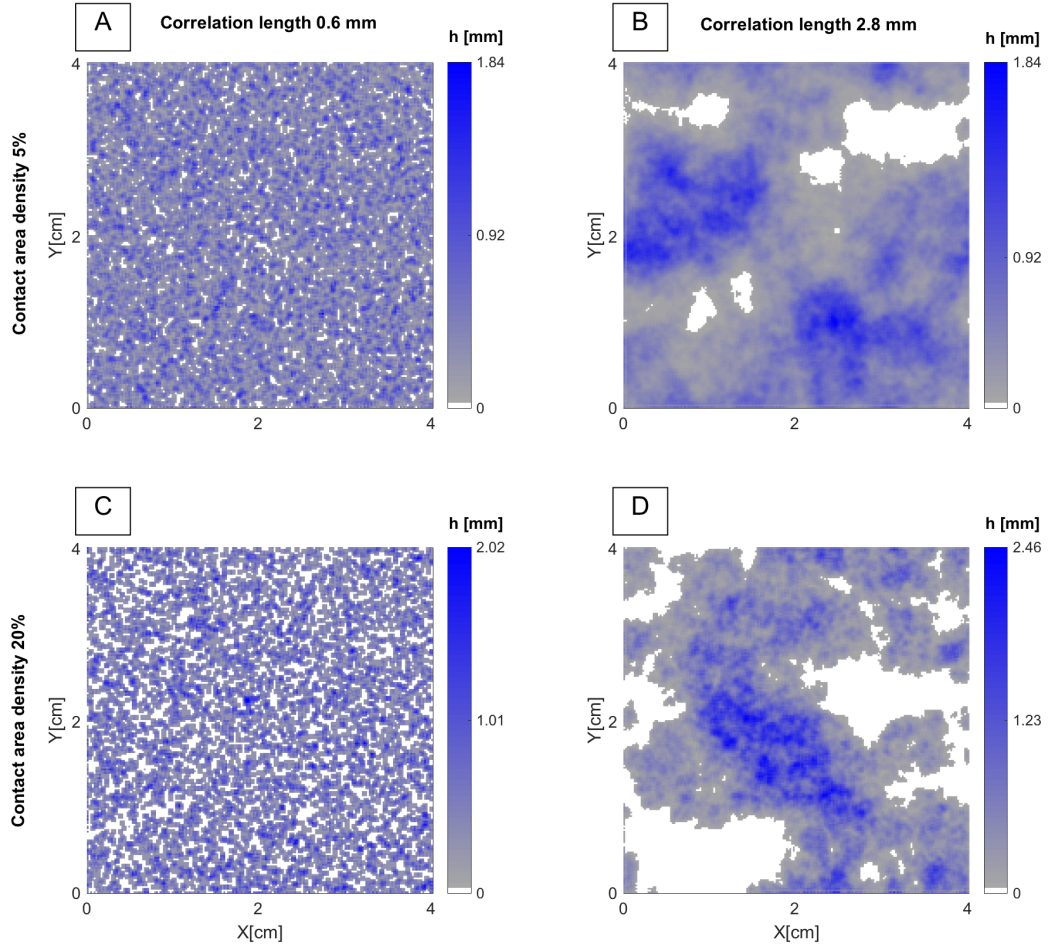 A
Correlation length 0.6 mm
B
Correlation length 2.8 mm
h [mm]
h [mm]
Contact area density 5%
Y[cm]
4
2
0
0
2
4
1.84
0.92
0
Y[cm]
4
2
0
0
2
4
1.84
0.92
0
C
D
h [mm]
h [mm]
Contact area density 20%
Y[cm]
4
2
0
0
2
4
X[cm]
2.02
1.01
0
Y[cm]
4
2
0
0
2
4
X[cm]
2.46
1.23
0